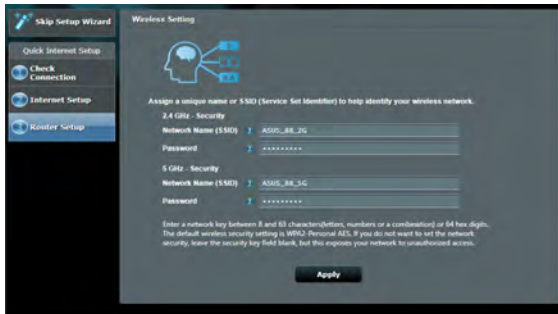 Skip Setup Wizard
Quick Internet Setup
Check
Connection
Internet Setup
Router Setup
Wireless Setting
Assign a unique name or SSID (Service Set Identifier) to help identify your wireless network.
2.4 GHz - Security
Network Name (SSID)
ASUS_88_2G
Password
5 GHz - Security
Network Name (SSID)
ASUS_88_5G
Password
Enter a network key between 8 and 63 characters(letters, numbers or a combination) or 64 hex digits.
The default wireless security setting is WPA2-Personal AES. If you do not want to set the network
security, leave the security key field blank, but this exposes your network to unauthorized access.
Apply